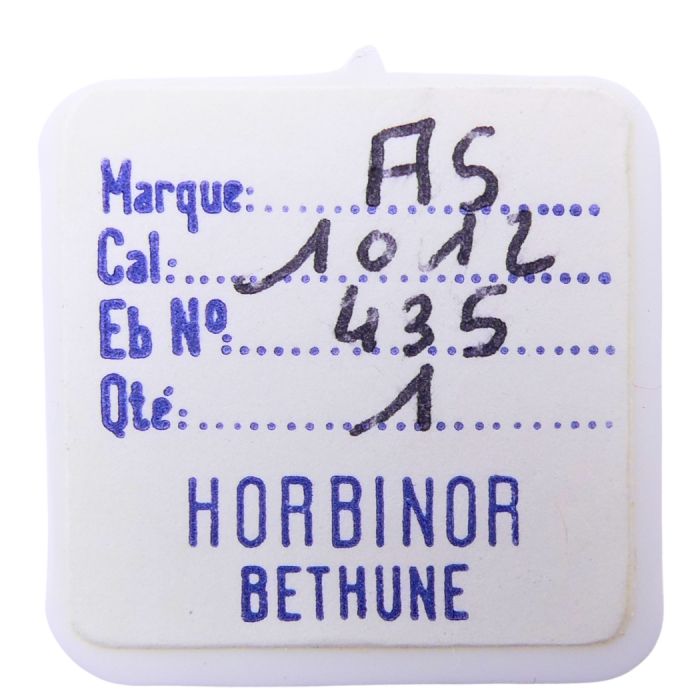 Marque: AS
Cal: 1012
Eb Nº: 435
Qté: 1
HORBINOR
BETHUNE